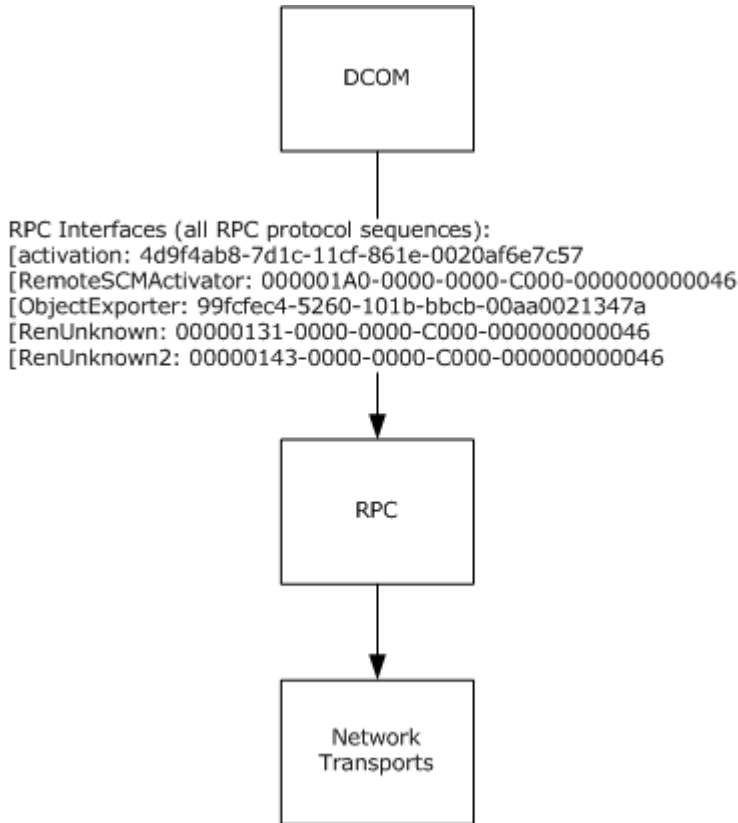 DCOM
RPC Interfaces (all RPC protocol sequences):
[activation: 4d9f4ab8-7d1c-11cf-861e-0020af6e7c57
[RemoteSCMActivator: 000001A0-0000-0000-C000-000000000046
[ObjectExporter: 99fcfec4-5260-101b-bbcb-00aa0021347a
[RenUnknown: 00000131-0000-0000-C000-000000000046
[RenUnknown2: 00000143-0000-0000-C000-000000000046
RPC
Network
Transports